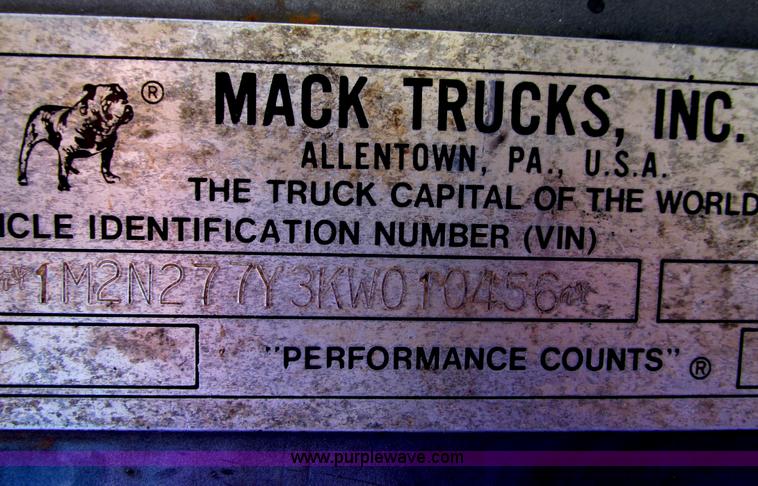 ®
MACK TRUCKS, INC.
ALLENTOWN, PA., U.S.A.
THE TRUCK CAPITAL OF THE WORLD
ICLE IDENTIFICATION NUMBER (VIN)
1M2N277Y3KW010456
"PERFORMANCE COUNTS" ®
www.purplewave.com